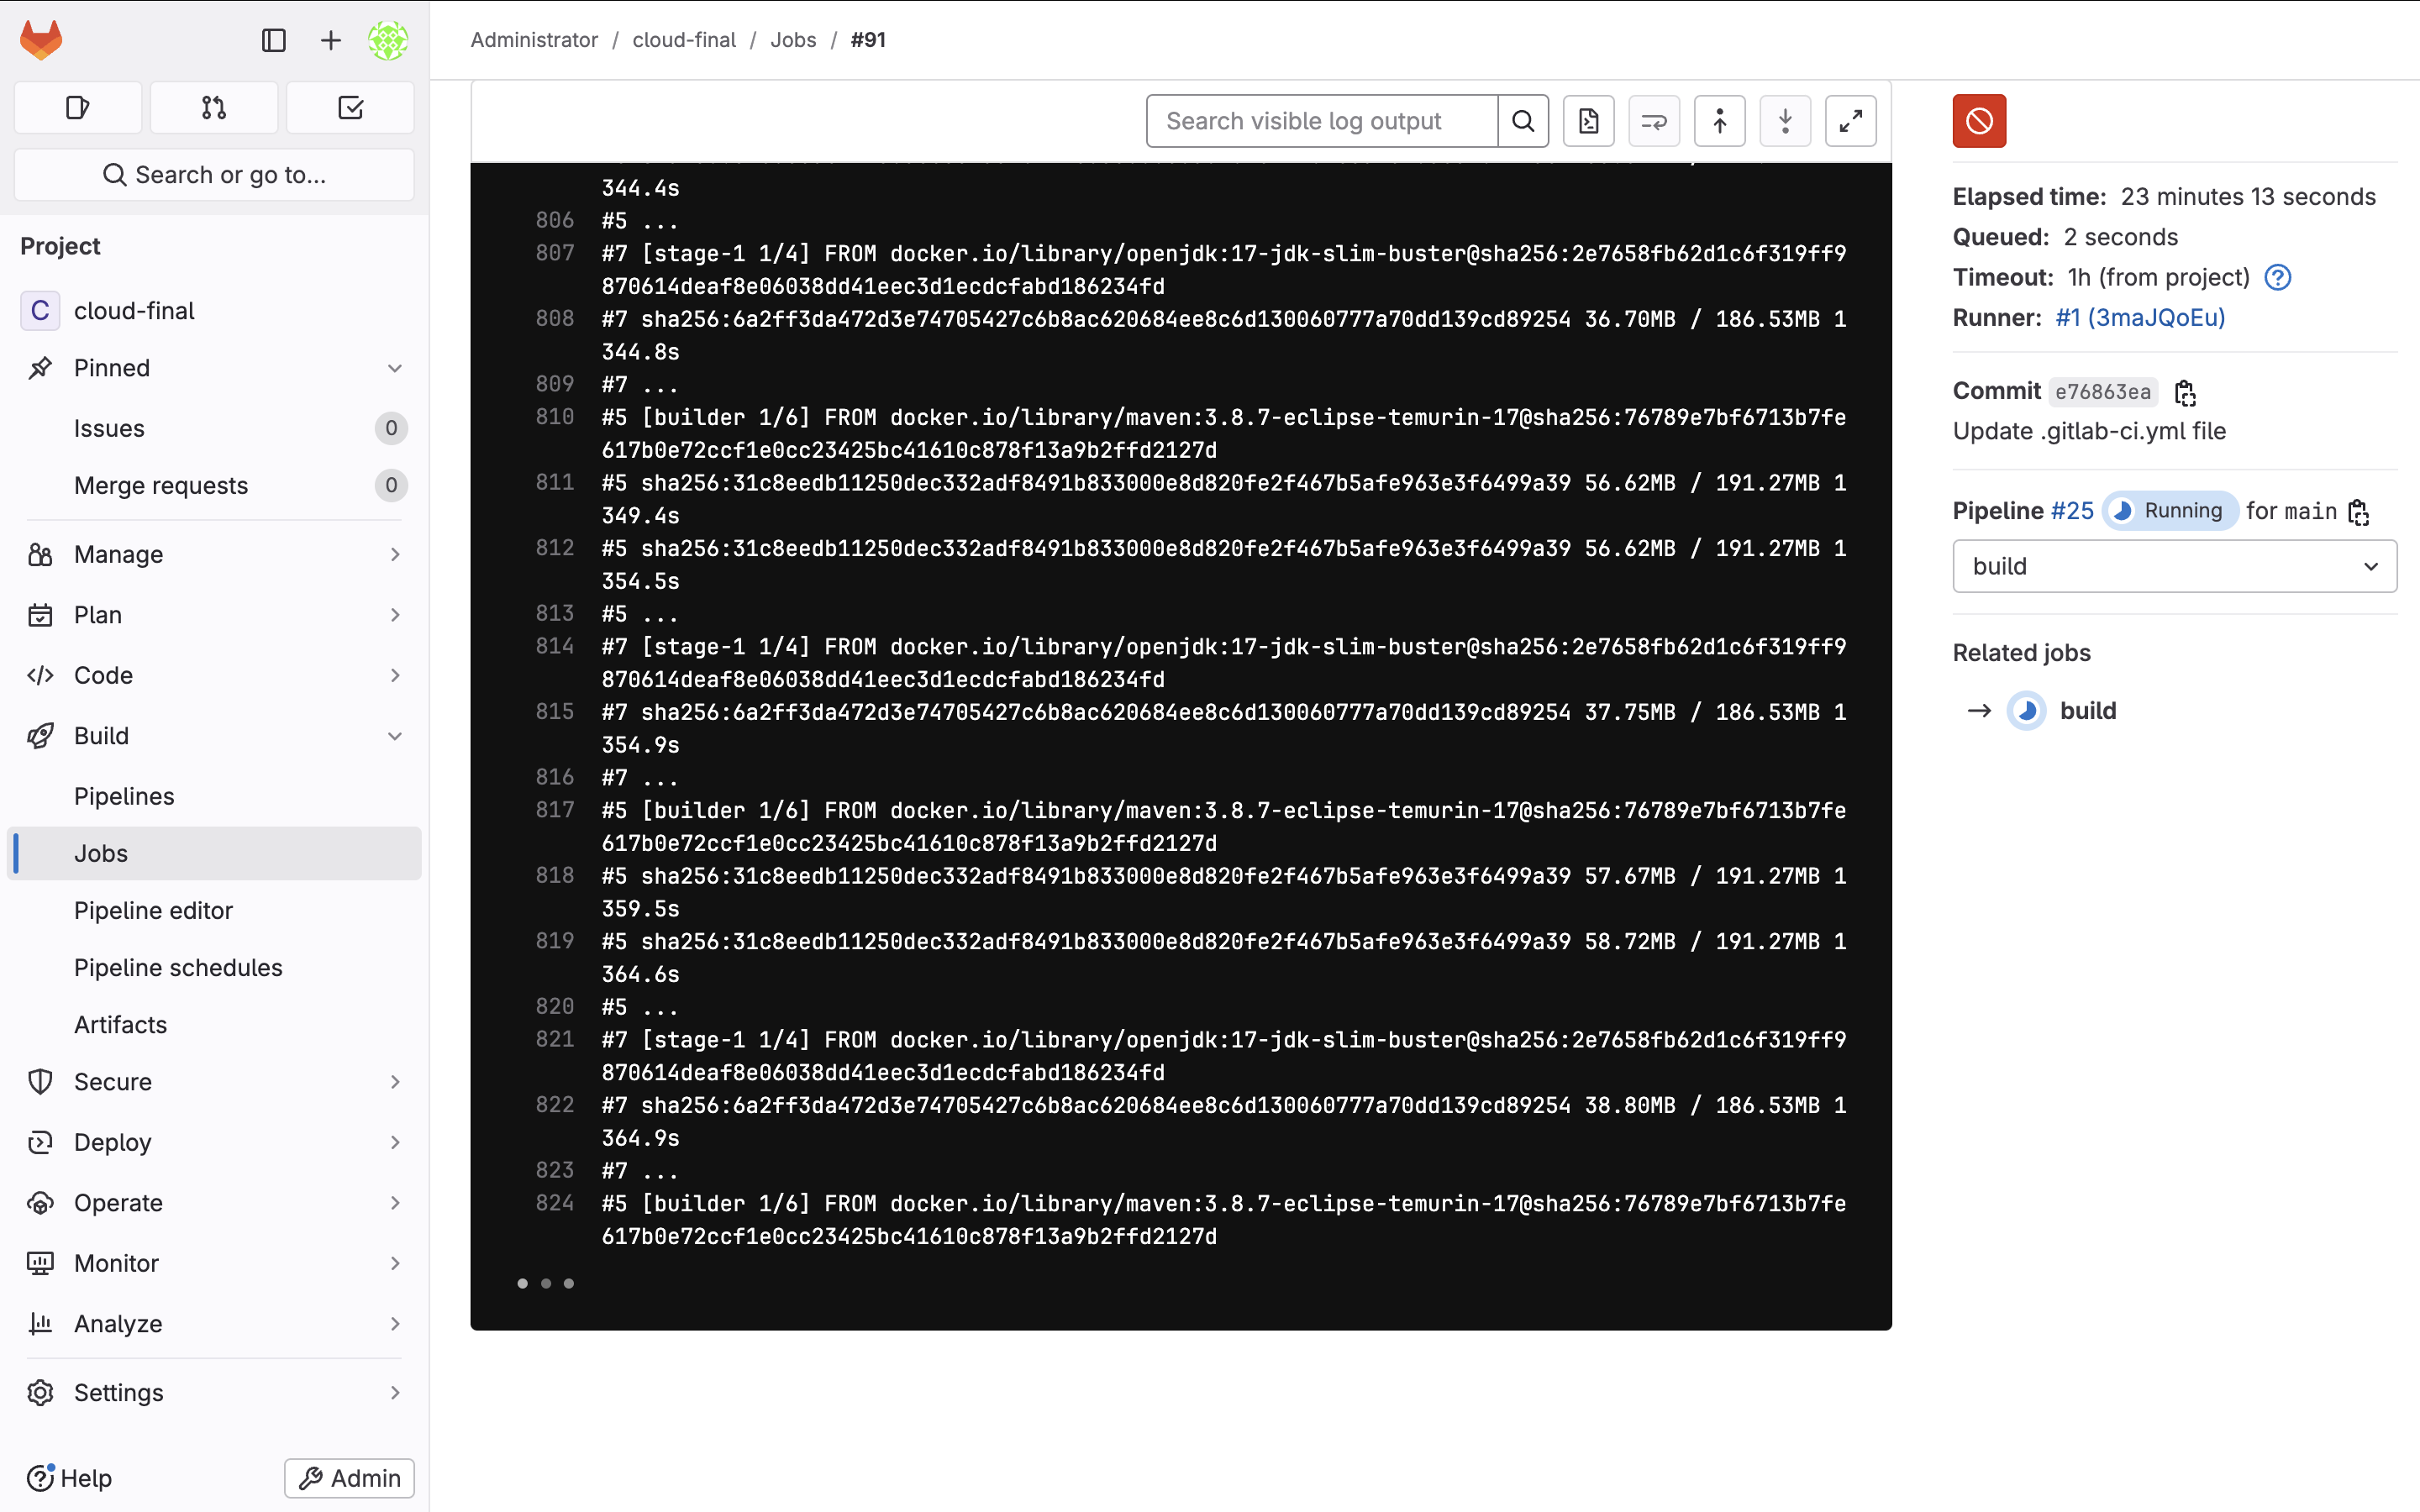 Administrator / cloud-final / Jobs / #91
Search or go to...
Project
C cloud-final
Pinned
Issues 0
Merge requests 0
Manage
Plan
Code
Build
Pipelines
Jobs
Pipeline editor
Pipeline schedules
Artifacts
Secure
Deploy
Operate
Monitor
Analyze
Settings
Help
Admin
Search visible log output
344.4s
806 #5 ...
807 #7 [stage-1 1/4] FROM docker.io/library/openjdk:17-jdk-slim-buster@sha256:2e7658fb62d1c6f319ff9
870614deaf8e06038dd41eec3d1ecdcfabd186234fd
808 #7 sha256:6a2ff3da472d3e74705427c6b8ac620684ee8c6d130060777a70dd139cd89254 36.70MB / 186.53MB 1
344.8s
809 #7 ...
810 #5 [builder 1/6] FROM docker.io/library/maven:3.8.7-eclipse-temurin-17@sha256:76789e7bf6713b7fe
617b0e72ccf1e0cc23425bc41610c878f13a9b2ffd2127d
811 #5 sha256:31c8eedb11250dec332adf8491b833000e8d820fe2f467b5afe963e3f6499a39 56.62MB / 191.27MB 1
349.4s
812 #5 sha256:31c8eedb11250dec332adf8491b833000e8d820fe2f467b5afe963e3f6499a39 56.62MB / 191.27MB 1
354.5s
813 #5 ...
814 #7 [stage-1 1/4] FROM docker.io/library/openjdk:17-jdk-slim-buster@sha256:2e7658fb62d1c6f319ff9
870614deaf8e06038dd41eec3d1ecdcfabd186234fd
815 #7 sha256:6a2ff3da472d3e74705427c6b8ac620684ee8c6d130060777a70dd139cd89254 37.75MB / 186.53MB 1
354.9s
816 #7 ...
817 #5 [builder 1/6] FROM docker.io/library/maven:3.8.7-eclipse-temurin-17@sha256:76789e7bf6713b7fe
617b0e72ccf1e0cc23425bc41610c878f13a9b2ffd2127d
818 #5 sha256:31c8eedb11250dec332adf8491b833000e8d820fe2f467b5afe963e3f6499a39 57.67MB / 191.27MB 1
359.5s
819 #5 sha256:31c8eedb11250dec332adf8491b833000e8d820fe2f467b5afe963e3f6499a39 58.72MB / 191.27MB 1
364.6s
820 #5 ...
821 #7 [stage-1 1/4] FROM docker.io/library/openjdk:17-jdk-slim-buster@sha256:2e7658fb62d1c6f319ff9
870614deaf8e06038dd41eec3d1ecdcfabd186234fd
822 #7 sha256:6a2ff3da472d3e74705427c6b8ac620684ee8c6d130060777a70dd139cd89254 38.80MB / 186.53MB 1
364.9s
823 #7 ...
824 #5 [builder 1/6] FROM docker.io/library/maven:3.8.7-eclipse-temurin-17@sha256:76789e7bf6713b7fe
617b0e72ccf1e0cc23425bc41610c878f13a9b2ffd2127d
Elapsed time: 23 minutes 13 seconds
Queued: 2 seconds
Timeout: 1h (from project)
Runner: #1 (3maJQoEu)
Commit e76863ea
Update .gitlab-ci.yml file
Pipeline #25 Running for main
build
Related jobs
→ build